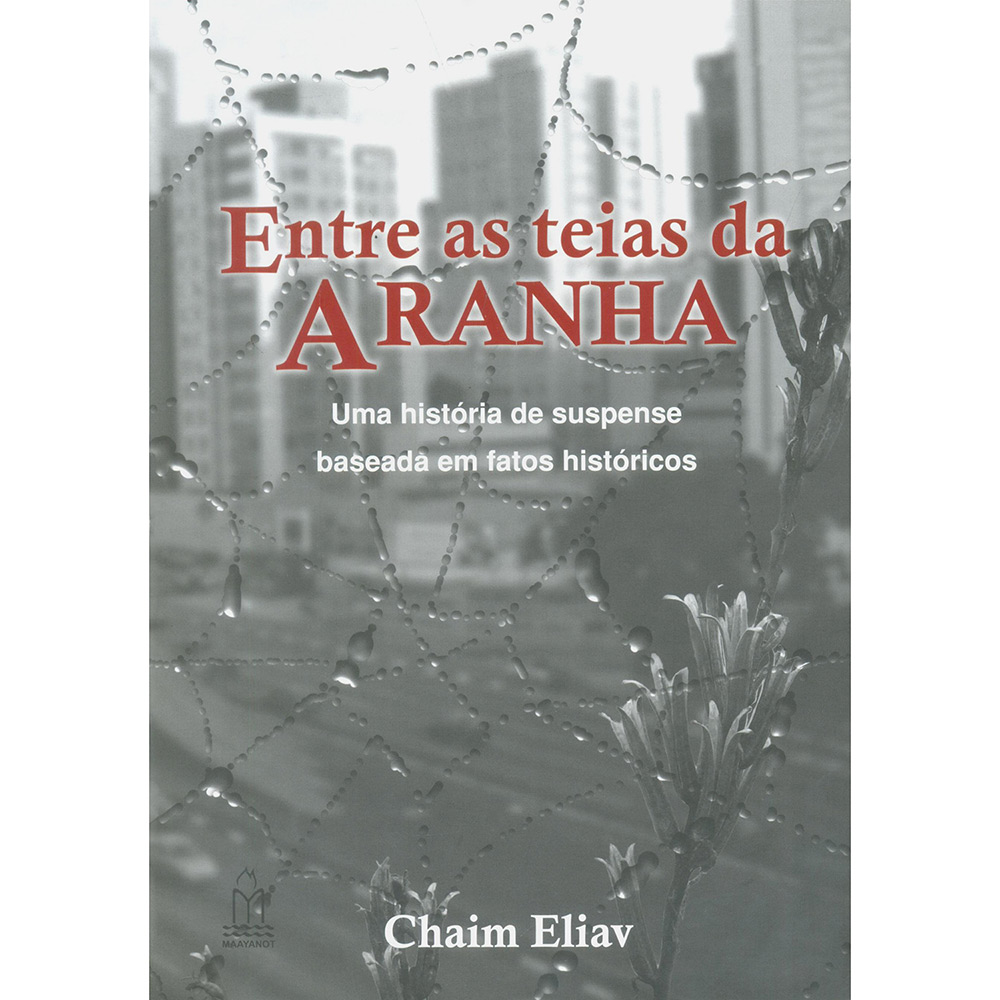 Entre as teias da
ARANHA
Uma história de suspense
baseada em fatos históricos
MAAYANOT
Chaim Eliav